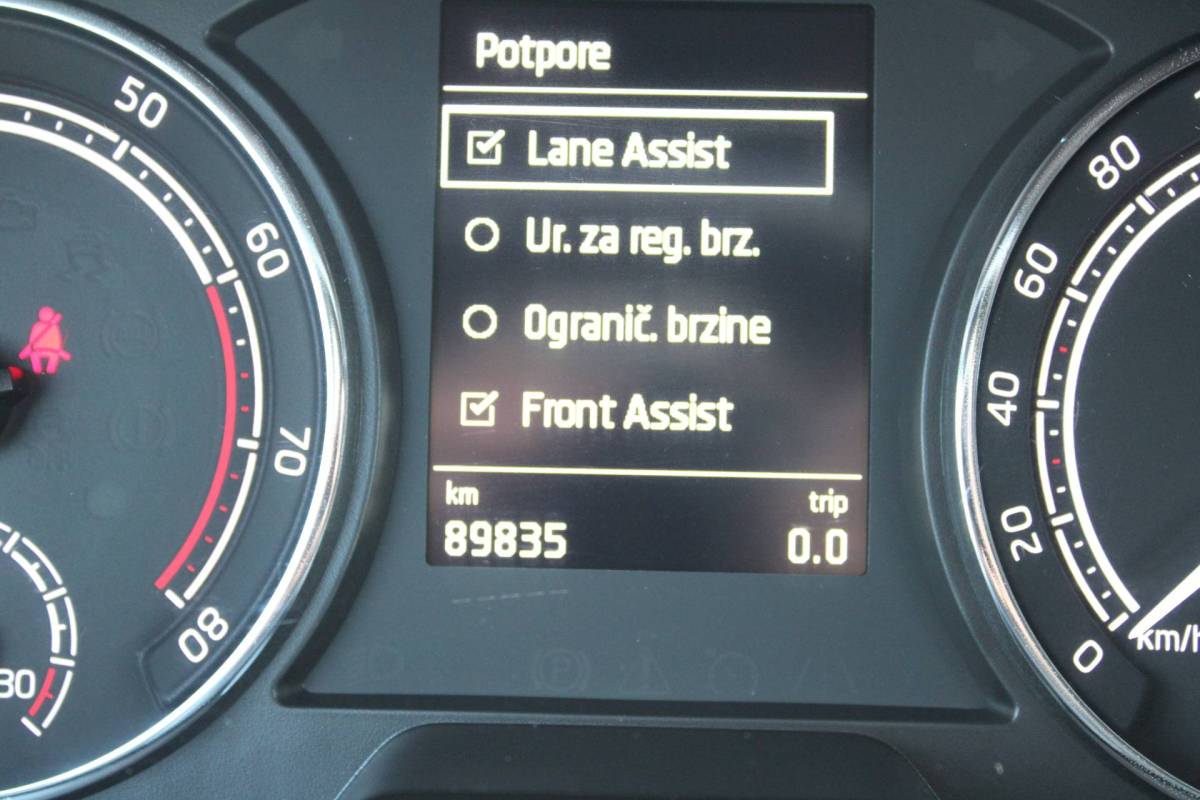 Potpore
Lane Assist
Ur. za reg. brz.
Ogranič. brzine
Front Assist
km
trip
89835
0.0
50
60
70
80
30
80
60
40
20
0
km/h